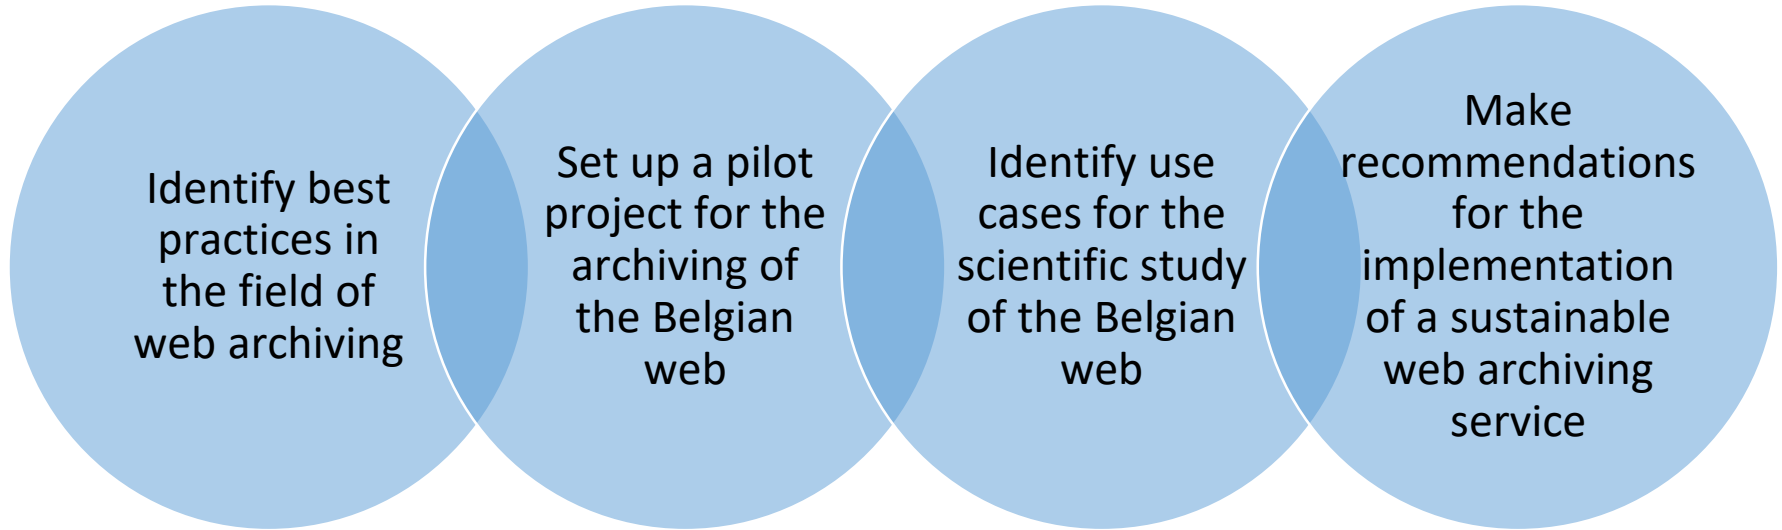 Identify best
practices in
the field of
web archiving
Set up a pilot
project for the
archiving of
the Belgian
web
Identify use
cases for the
scientific study
of the Belgian
web
Make
recommendations
for the
implementation
of a sustainable
web archiving
service